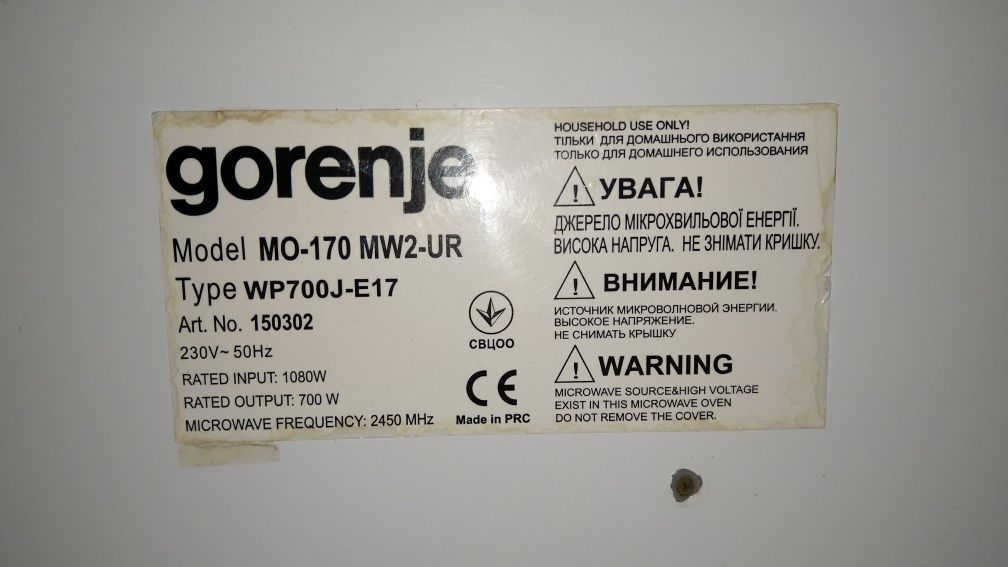 gorenje
Model MO-170 MW2-UR
Type WP700J-E17
Art. No. 150302
230V~ 50Hz
RATED INPUT: 1080W
RATED OUTPUT: 700 W
MICROWAVE FREQUENCY: 2450 MHz
СВЦОО
CE
Made in PRC
HOUSEHOLD USE ONLY!
ТІЛЬКИ ДЛЯ ДОМАШНЬОГО ВИКОРИСТАННЯ
ТОЛЬКО ДЛЯ ДОМАШНЕГО ИСПОЛЬЗОВАНИЯ
! УВАГА!
ДЖЕРЕЛО МІКРОХВИЛЬОВОЇ ЕНЕРГІЇ.
ВИСОКА НАПРУГА. НЕ ЗНІМАТИ КРИШКУ.
! ВНИМАНИЕ!
ИСТОЧНИК МИКРОВОЛНОВОЙ ЭНЕРГИИ.
ВЫСОКОЕ НАПРЯЖЕНИЕ.
НЕ СНИМАТЬ КРЫШКУ
! WARNING
MICROWAVE SOURCE&HIGH VOLTAGE
EXIST IN THIS MICROWAVE OVEN
DO NOT REMOVE THE COVER.